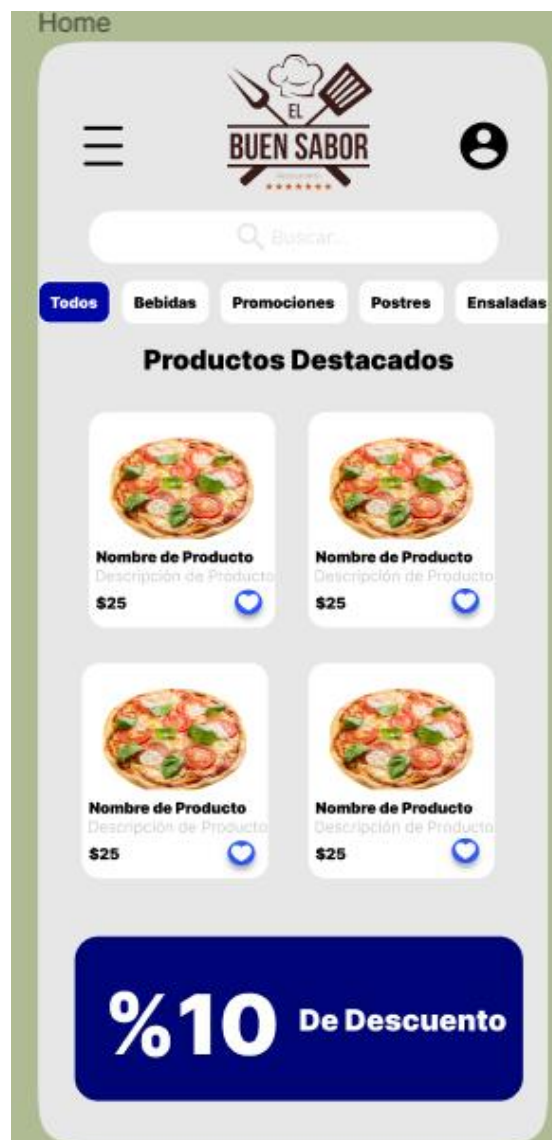 Home
EL
BUEN SABOR
Buscar...
Todos Bebidas Promociones Postres Ensaladas
Productos Destacados
Nombre de Producto Nombre de Producto
Descripción de Producto Descripción de Producto
$25 $25
Nombre de Producto Nombre de Producto
Descripción de Producto Descripción de Producto
$25 $25
%10 De Descuento